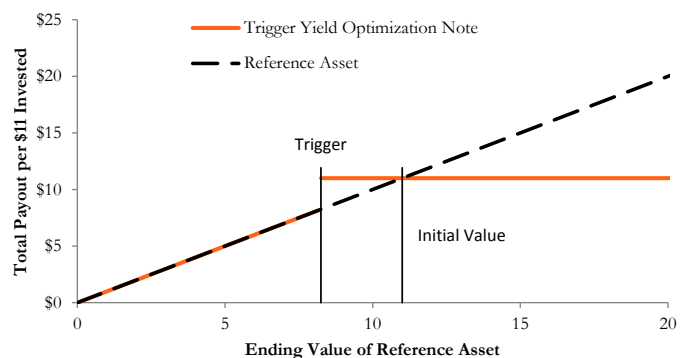 $25
Trigger Yield Optimization Note
Reference Asset
$20
$15
Trigger
$10
Initial Value
$5
$0
0
5
10
15
20
Total Payout per $11 Invested
Ending Value of Reference Asset